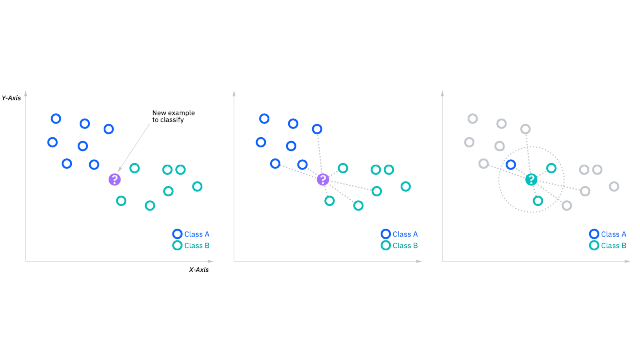 Y-Axis
New example
to classify
?
Class A
Class B
X-Axis
?
Class A
Class B
?
Class A
Class B